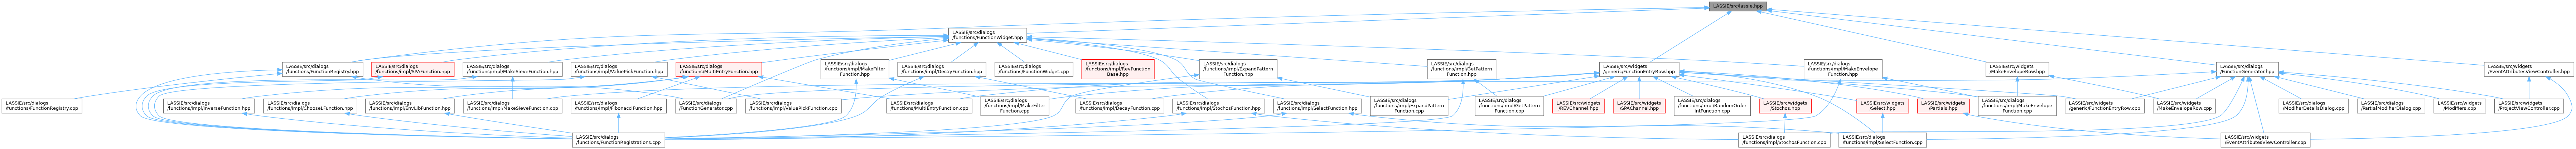 LASSIE/src/lassie.hpp
LASSIE/src/dialogs
/functions/FunctionWidget.hpp
LASSIE/src/dialogs
/functions/FunctionRegistry.hpp
LASSIE/src/dialogs
/functions/impl/SPAFunction.hpp
LASSIE/src/dialogs
/functions/impl/MakeSieveFunction.hpp
LASSIE/src/dialogs
/functions/impl/ValuePickFunction.hpp
LASSIE/src/dialogs
/functions/MultiEntryFunction.hpp
LASSIE/src/dialogs
/functions/impl/MakeFilter
Function.hpp
LASSIE/src/dialogs
/functions/impl/DecayFunction.hpp
LASSIE/src/dialogs
/functions/FunctionWidget.cpp
LASSIE/src/dialogs
/functions/impl/RevFunction
Base.hpp
LASSIE/src/dialogs
/functions/impl/ExpandPattern
Function.hpp
LASSIE/src/dialogs
/functions/impl/GetPattern
Function.hpp
LASSIE/src/widgets
/generic/FunctionEntryRow.hpp
LASSIE/src/dialogs
/functions/impl/MakeEnvelope
Function.hpp
LASSIE/src/widgets
/MakeEnvelopeRow.hpp
LASSIE/src/dialogs
/FunctionGenerator.hpp
LASSIE/src/widgets
/EventAttributesViewController.hpp
LASSIE/src/dialogs
/functions/FunctionRegistry.cpp
LASSIE/src/dialogs
/functions/impl/InverseFunction.hpp
LASSIE/src/dialogs
/functions/impl/ChooseLFunction.hpp
LASSIE/src/dialogs
/functions/impl/EnvLibFunction.hpp
LASSIE/src/dialogs
/functions/impl/MakeSieveFunction.cpp
LASSIE/src/dialogs
/functions/impl/FibonacciFunction.hpp
LASSIE/src/dialogs
/FunctionGenerator.cpp
LASSIE/src/dialogs
/functions/impl/ValuePickFunction.cpp
LASSIE/src/dialogs
/functions/MultiEntryFunction.cpp
LASSIE/src/dialogs
/functions/impl/MakeFilter
Function.cpp
LASSIE/src/dialogs
/functions/impl/DecayFunction.cpp
LASSIE/src/dialogs
/functions/impl/StochosFunction.hpp
LASSIE/src/dialogs
/functions/impl/SelectFunction.hpp
LASSIE/src/dialogs
/functions/impl/ExpandPattern
Function.cpp
LASSIE/src/dialogs
/functions/impl/GetPattern
Function.cpp
LASSIE/src/widgets
/REVChannel.hpp
LASSIE/src/widgets
/SPAChannel.hpp
LASSIE/src/dialogs
/functions/impl/RandomOrder
IntFunction.cpp
LASSIE/src/widgets
/Stochos.hpp
LASSIE/src/widgets
/Select.hpp
LASSIE/src/widgets
/Partials.hpp
LASSIE/src/dialogs
/functions/impl/MakeEnvelope
Function.cpp
LASSIE/src/widgets
/generic/FunctionEntryRow.cpp
LASSIE/src/widgets
/MakeEnvelopeRow.cpp
LASSIE/src/dialogs
/ModifierDetailsDialog.cpp
LASSIE/src/dialogs
/PartialModifierDialog.cpp
LASSIE/src/widgets
/Modifiers.cpp
LASSIE/src/widgets
/ProjectViewController.cpp
LASSIE/src/dialogs
/functions/FunctionRegistrations.cpp
LASSIE/src/dialogs
/functions/impl/StochosFunction.cpp
LASSIE/src/dialogs
/functions/impl/SelectFunction.cpp
LASSIE/src/widgets
/EventAttributesViewController.cpp